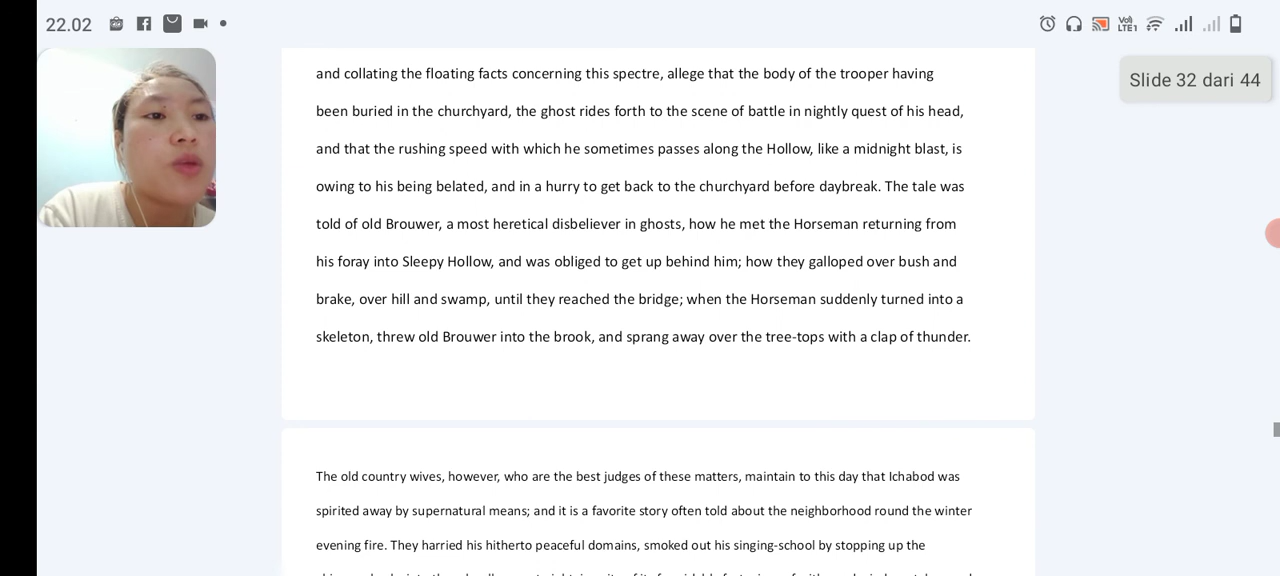 22.02
Voll
LTE1
Slide 32 dari 44
and collating the floating facts concerning this spectre, allege that the body of the trooper having
been buried in the churchyard, the ghost rides forth to the scene of battle in nightly quest of his head,
and that the rushing speed with which he sometimes passes along the Hollow, like a midnight blast, is
owing to his being belated, and in a hurry to get back to the churchyard before daybreak. The tale was
told of old Brouwer, a most heretical disbeliever in ghosts, how he met the Horseman returning from
his foray into Sleepy Hollow, and was obliged to get up behind him; how they galloped over bush and
brake, over hill and swamp, until they reached the bridge; when the Horseman suddenly turned into a
skeleton, threw old Brouwer into the brook, and sprang away over the tree-tops with a clap of thunder.
The old country wives, however, who are the best judges of these matters, maintain to this day that Ichabod was
spirited away by supernatural means; and it is a favorite story often told about the neighborhood round the winter
evening fire. They harried his hitherto peaceful domains, smoked out his singing-school by stopping up the